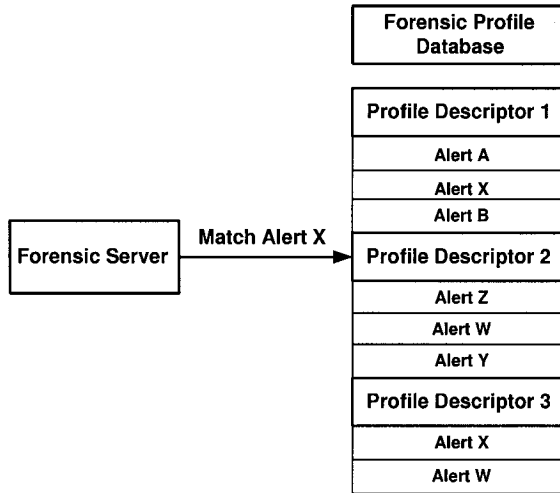 Forensic Profile
Database
Profile Descriptor 1
Alert A
Alert X
Alert B
Forensic Server
Match Alert X
Profile Descriptor 2
Alert Z
Alert W
Alert Y
Profile Descriptor 3
Alert X
Alert W